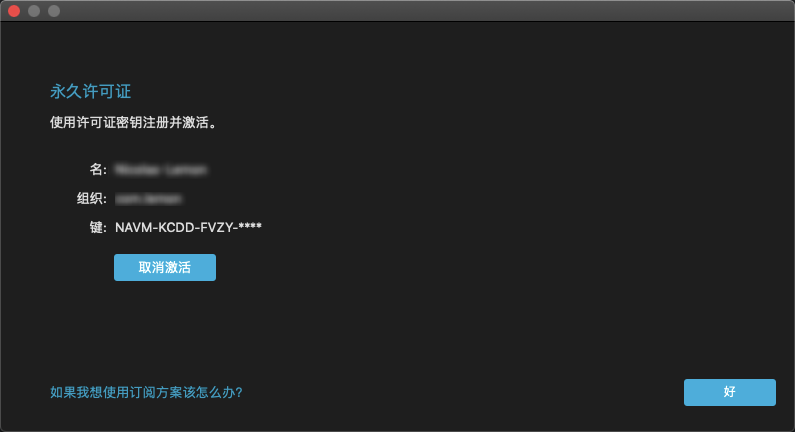 永久许可证
使用许可证密钥注册并激活。
名:
组织:
键: NAVM-KCDD-FVZY-****
取消激活
如果我想使用订阅方案该怎么办?
好